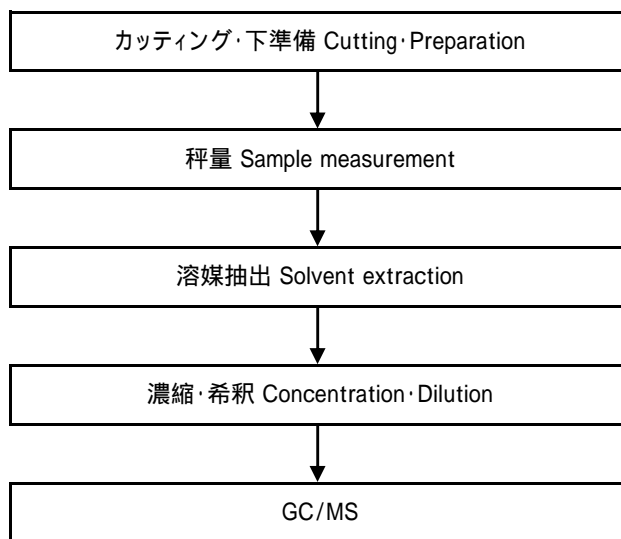 カッティング･下準備 Cutting･Preparation
秤量 Sample measurement
溶媒抽出 Solvent extraction
濃縮･希釈 Concentration･Dilution
GC/MS